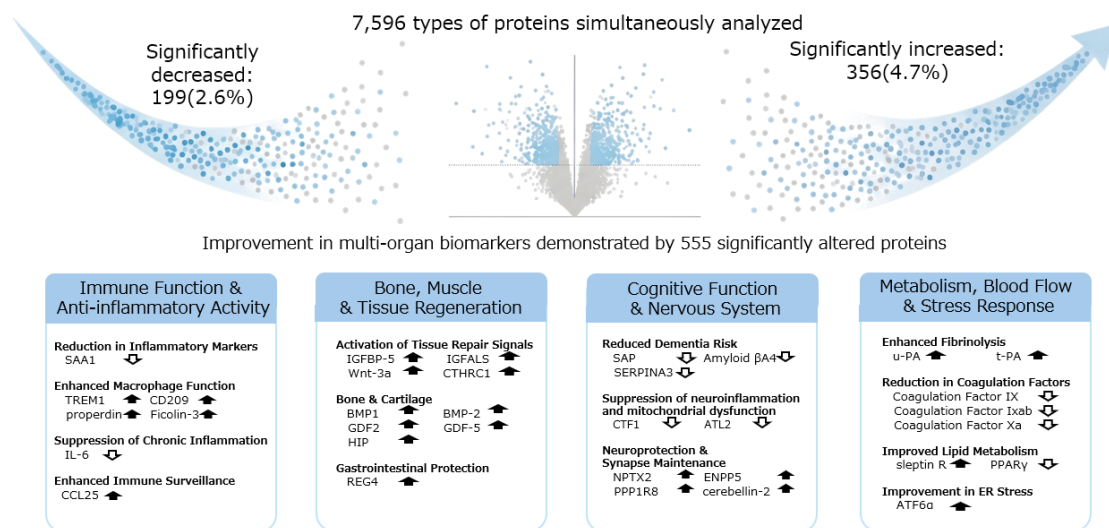 7,596 types of proteins simultaneously analyzed
Significantly
decreased:
199(2.6%)
Significantly increased:
356(4.7%)
Improvement in multi-organ biomarkers demonstrated by 555 significantly altered proteins
Immune Function &
Anti-inflammatory Activity
Reduction in Inflammatory Markers
SAA1
Enhanced Macrophage Function
TREM1 CD209
properdin Ficolin-3
Suppression of Chronic Inflammation
IL-6
Enhanced Immune Surveillance
CCL25
Bone, Muscle
& Tissue Regeneration
Activation of Tissue Repair Signals
IGFBP-5 IGFALS
Wnt-3a CTHRC1
Bone & Cartilage
BMP1 BMP-2
GDF2 GDF-5
HIP
Gastrointestinal Protection
REG4
Cognitive Function
& Nervous System
Reduced Dementia Risk
SAP Amyloid βA4
SERPINA3
Suppression of neuroinflammation
and mitochondrial dysfunction
CTF1 ATL2
Neuroprotection &
Synapse Maintenance
NPTX2 ENPP5
PPP1R8 cerebellin-2
Metabolism, Blood Flow
& Stress Response
Enhanced Fibrinolysis
u-PA t-PA
Reduction in Coagulation Factors
Coagulation Factor IX
Coagulation Factor Ixab
Coagulation Factor Xa
Improved Lipid Metabolism
sleptin R PPARγ
Improvement in ER Stress
ATF6α